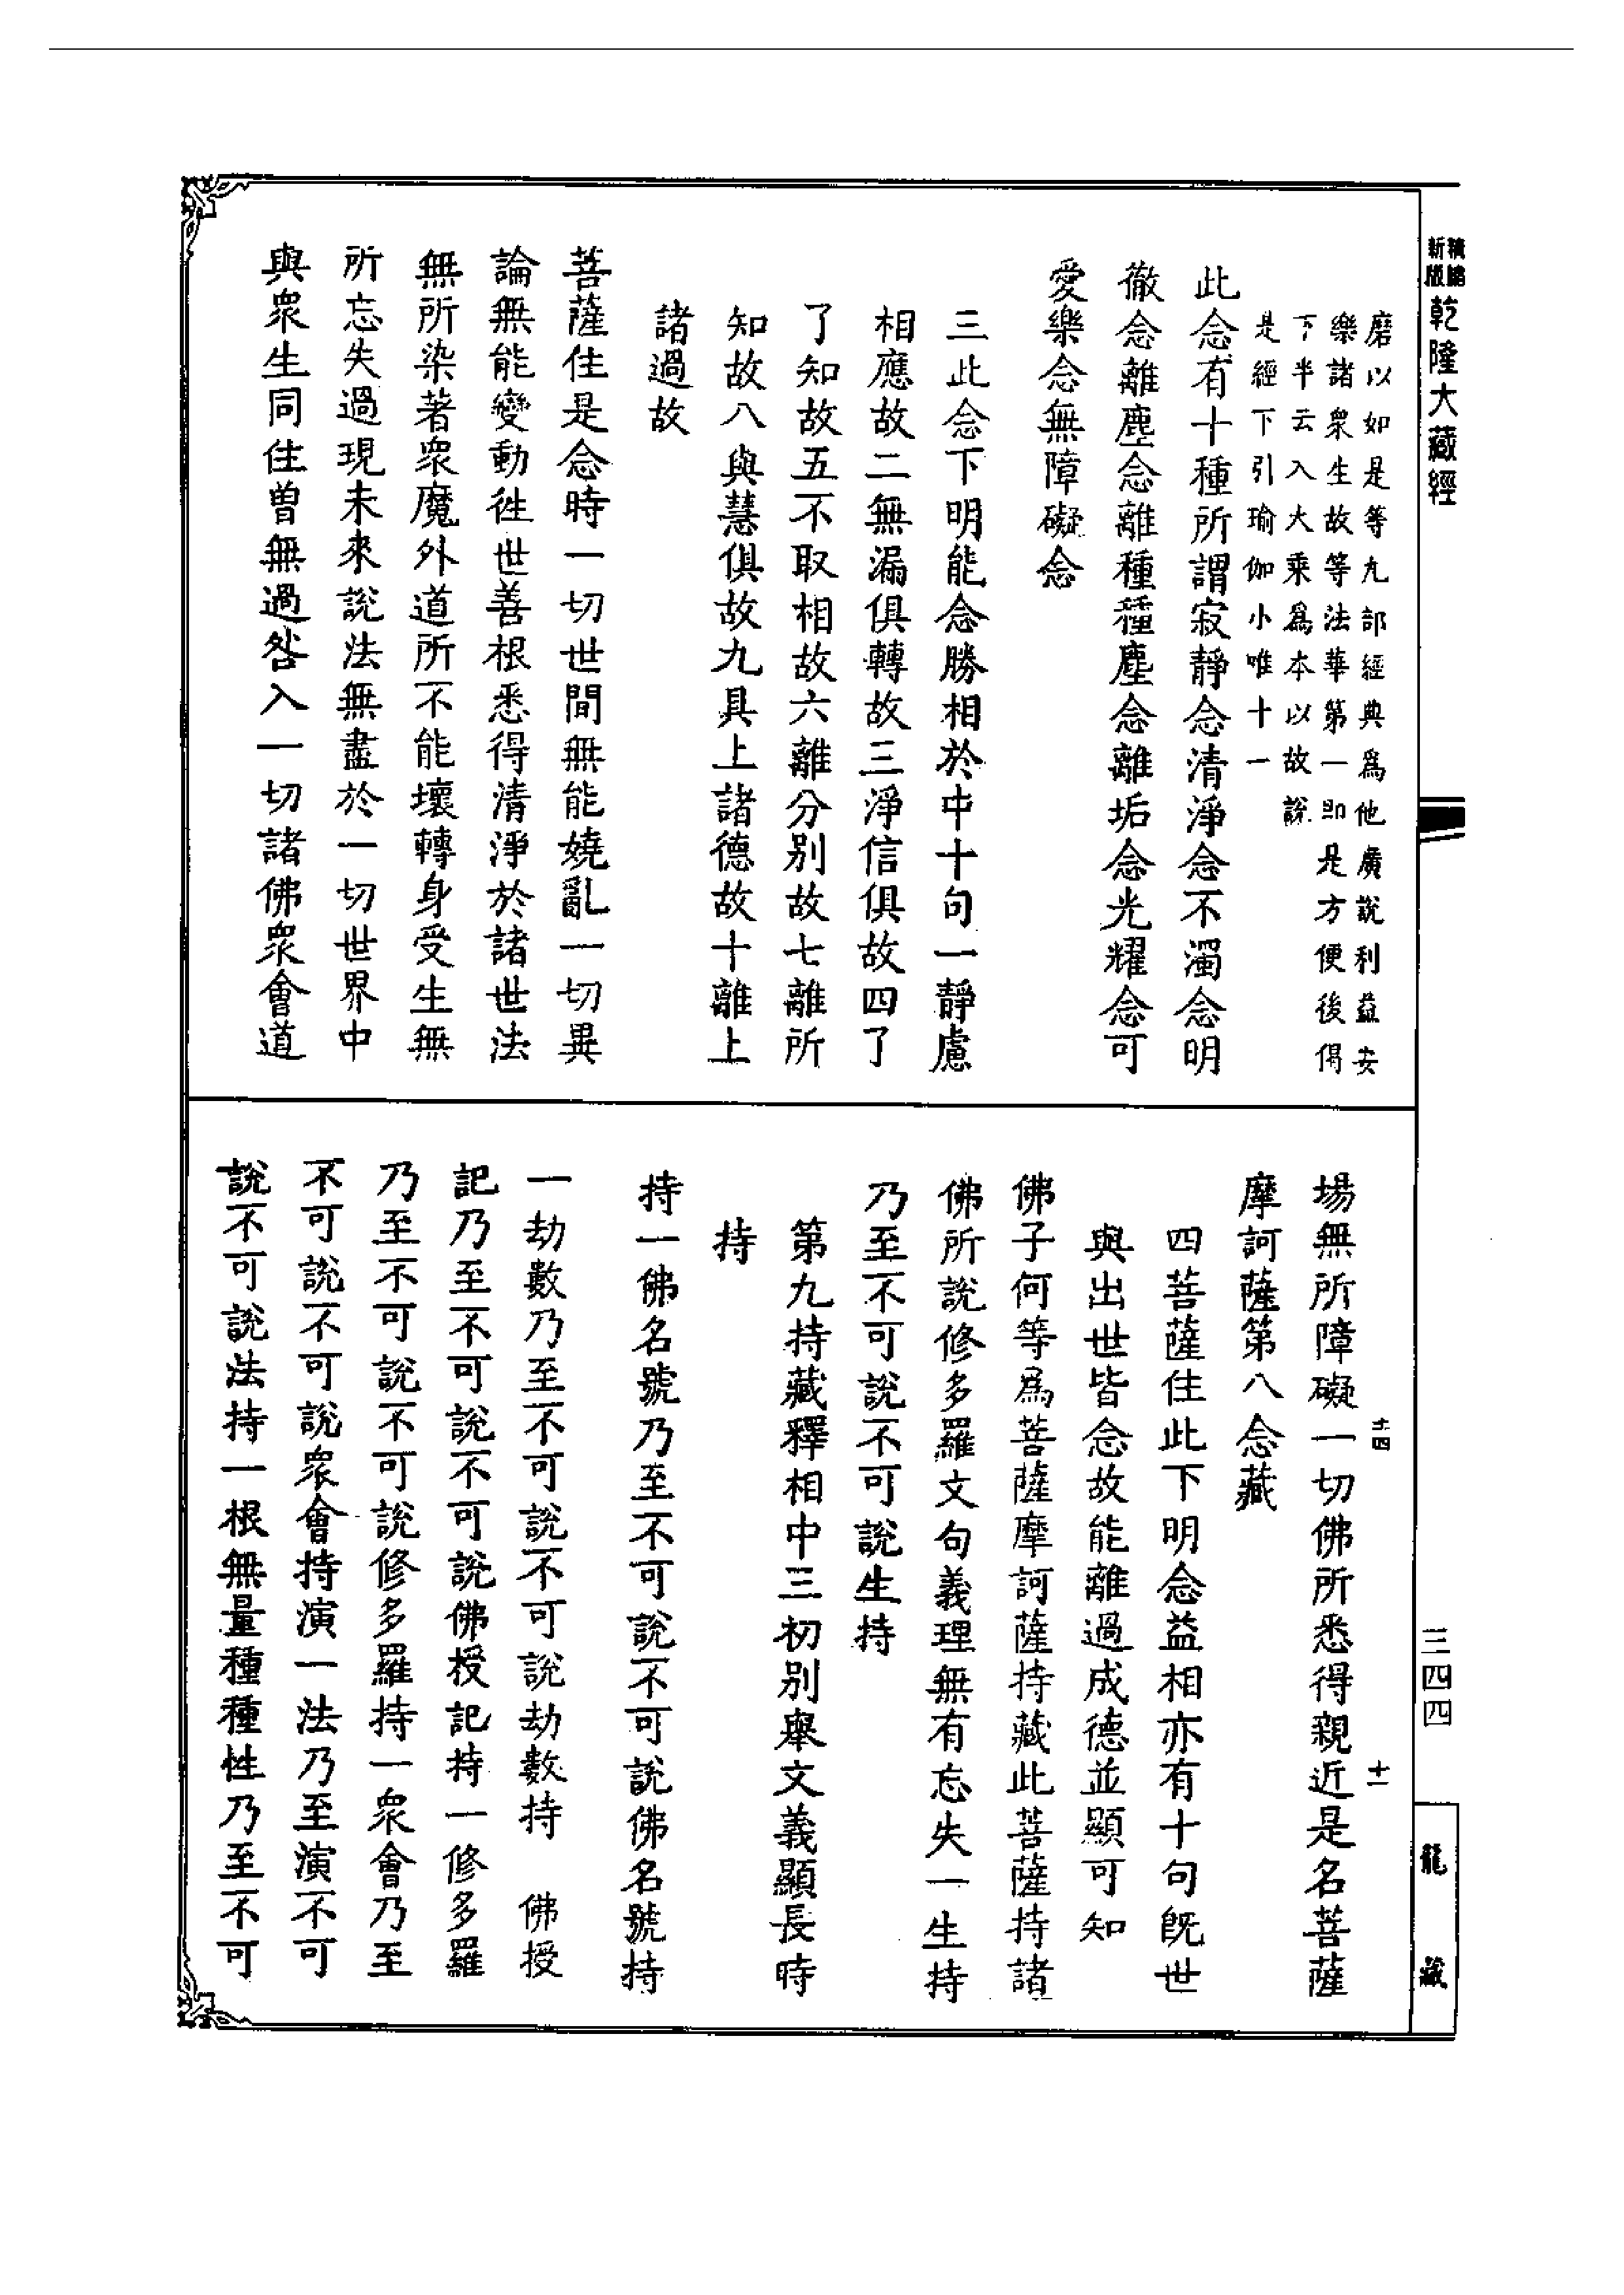 精縮
新版
乾隆大藏經
磨以如是等九部經典爲他廣說利益安
樂諸衆生故等法華第一即是方便後偈
下半云入大乘爲本以故說
是經下引瑜伽小唯十一
此念有十種所謂寂靜念清淨念不濁念明
徹念離塵念離種種塵念離垢念光耀念可
愛樂念無障礙念
三此念下明能念勝相於中十句一靜慮
相應故二無漏俱轉故三淨信俱故四了
了知故五不取相故六離分別故七離所
知故八與慧俱故九具上諸德故十離上
諸過故
菩薩住是念時一切世間無能嬈亂一切異
論無能變動徃世善根悉得清淨於諸世法
無所染著衆魔外道所不能壞轉身受生無
所忘失過現未來說法無盡於一切世界中
與衆生同住曾無過咎入一切諸佛衆會道
場無所障礙一切佛所悉得親近是名菩薩
摩訶薩第八念藏
四菩薩住此下明念益相亦有十句旣世
與出世皆念故能離過成德並顯可知
佛子何等爲菩薩摩訶薩持藏此菩薩持諸
佛所說修多羅文句義理無有忘失一生持
乃至不可說不可說生持
第九持藏釋相中三初別舉文義顯長時
持
持一佛名號乃至不可說不可說佛名號持
一劫數乃至不可說不可說劫數持　佛授
記乃至不可說不可說佛授記持一修多羅
乃至不可說不可說修多羅持一衆會乃至
不可說不可說衆會持演一法乃至演不可
說不可說法持一根無量種種性乃至不可
三四四
十一
龍藏